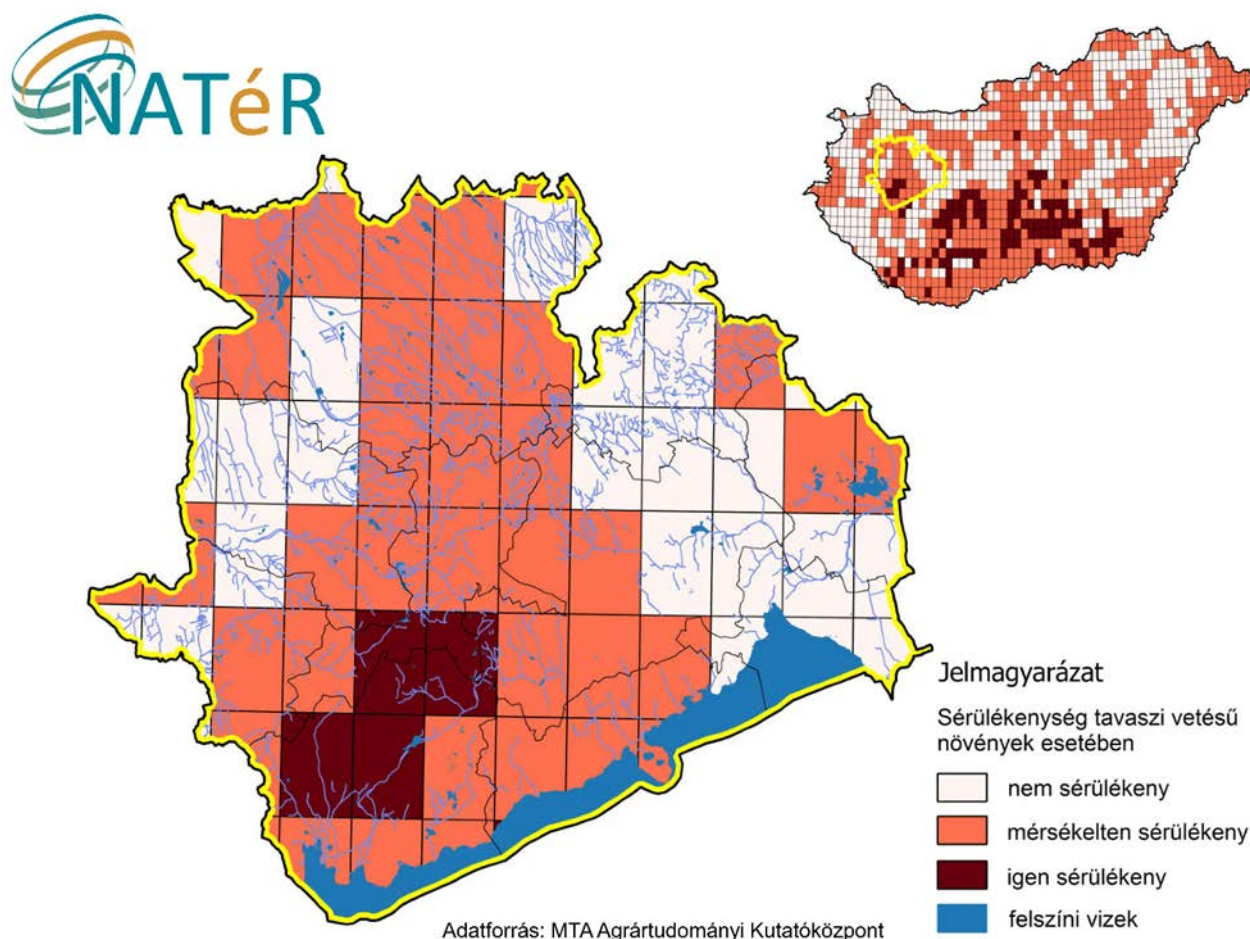 NATéR
Jelmagyarázat
Sérülékenység tavaszi vetésű
növények esetében
nem sérülékeny
mérsékelten sérülékeny
igen sérülékeny
felszíni vizek
Adatforrás: MTA Agrártudományi Kutatóközpont